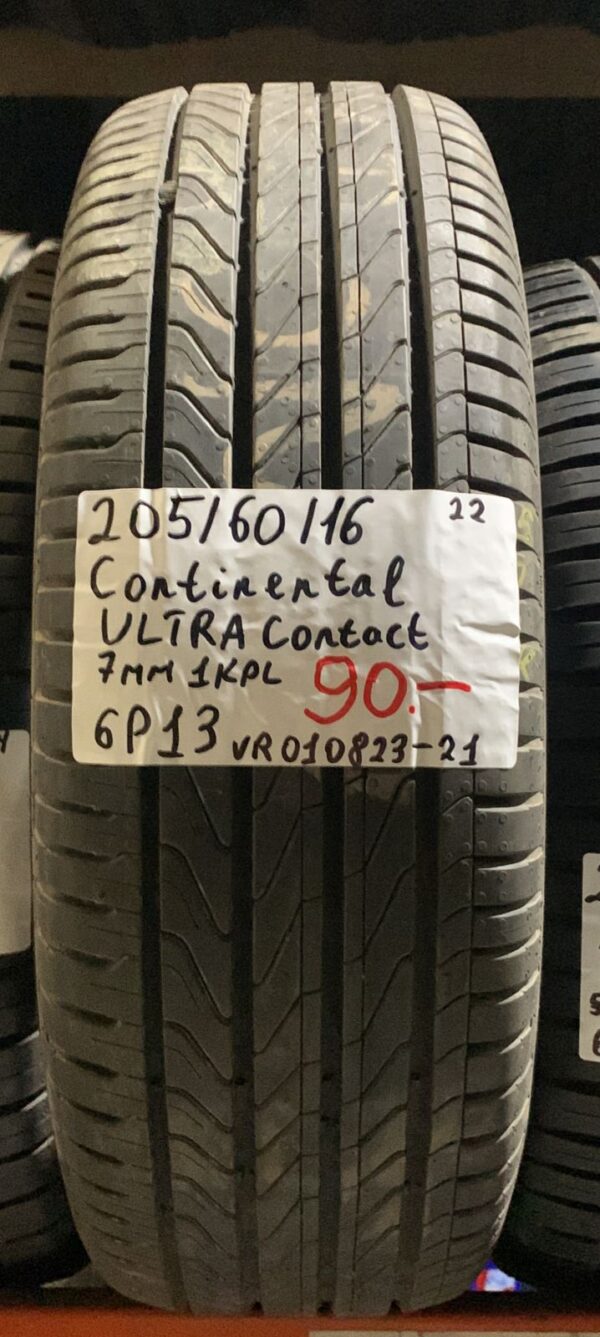 205/60/16 22
Continental
ULTRA Contact
7MM 1KPL 90.-
6P13 VR010823-21